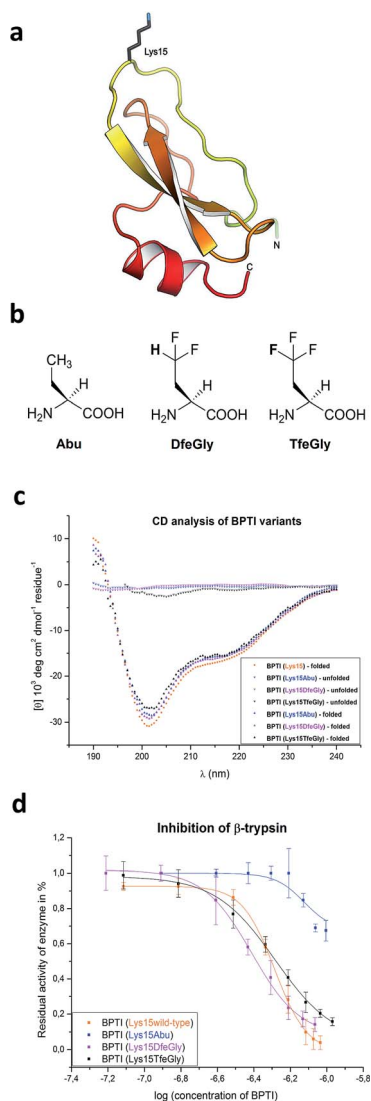 a
Lys15
N
C
b
CH3
H
H2N
COOH
Abu
F
H
F
H
H2N
COOH
DfeGly
F
F
F
H
H2N
COOH
TfeGly
c
CD analysis of BPTI variants
[θ] 10³ deg cm² dmol⁻¹ residue⁻¹
10
0
-10
-20
-30
190 200 210 220 230 240
λ (nm)
BPTI (Lys15) - folded
BPTI (Lys15Abu) - unfolded
BPTI (Lys15DfeGly) - unfolded
BPTI (Lys15TfeGly) - unfolded
BPTI (Lys15Abu) - folded
BPTI (Lys15DfeGly) - folded
BPTI (Lys15TfeGly) - folded
d
Inhibition of β-trypsin
Residual activity of enzyme in %
1,2
1,0
0,8
0,6
0,4
0,2
0,0
BPTI (Lys15wild-type)
BPTI (Lys15Abu)
BPTI (Lys15DfeGly)
BPTI (Lys15TfeGly)
-7,4 -7,2 -7,0 -6,8 -6,6 -6,4 -6,2 -6,0 -5,8
log (concentration of BPTI)